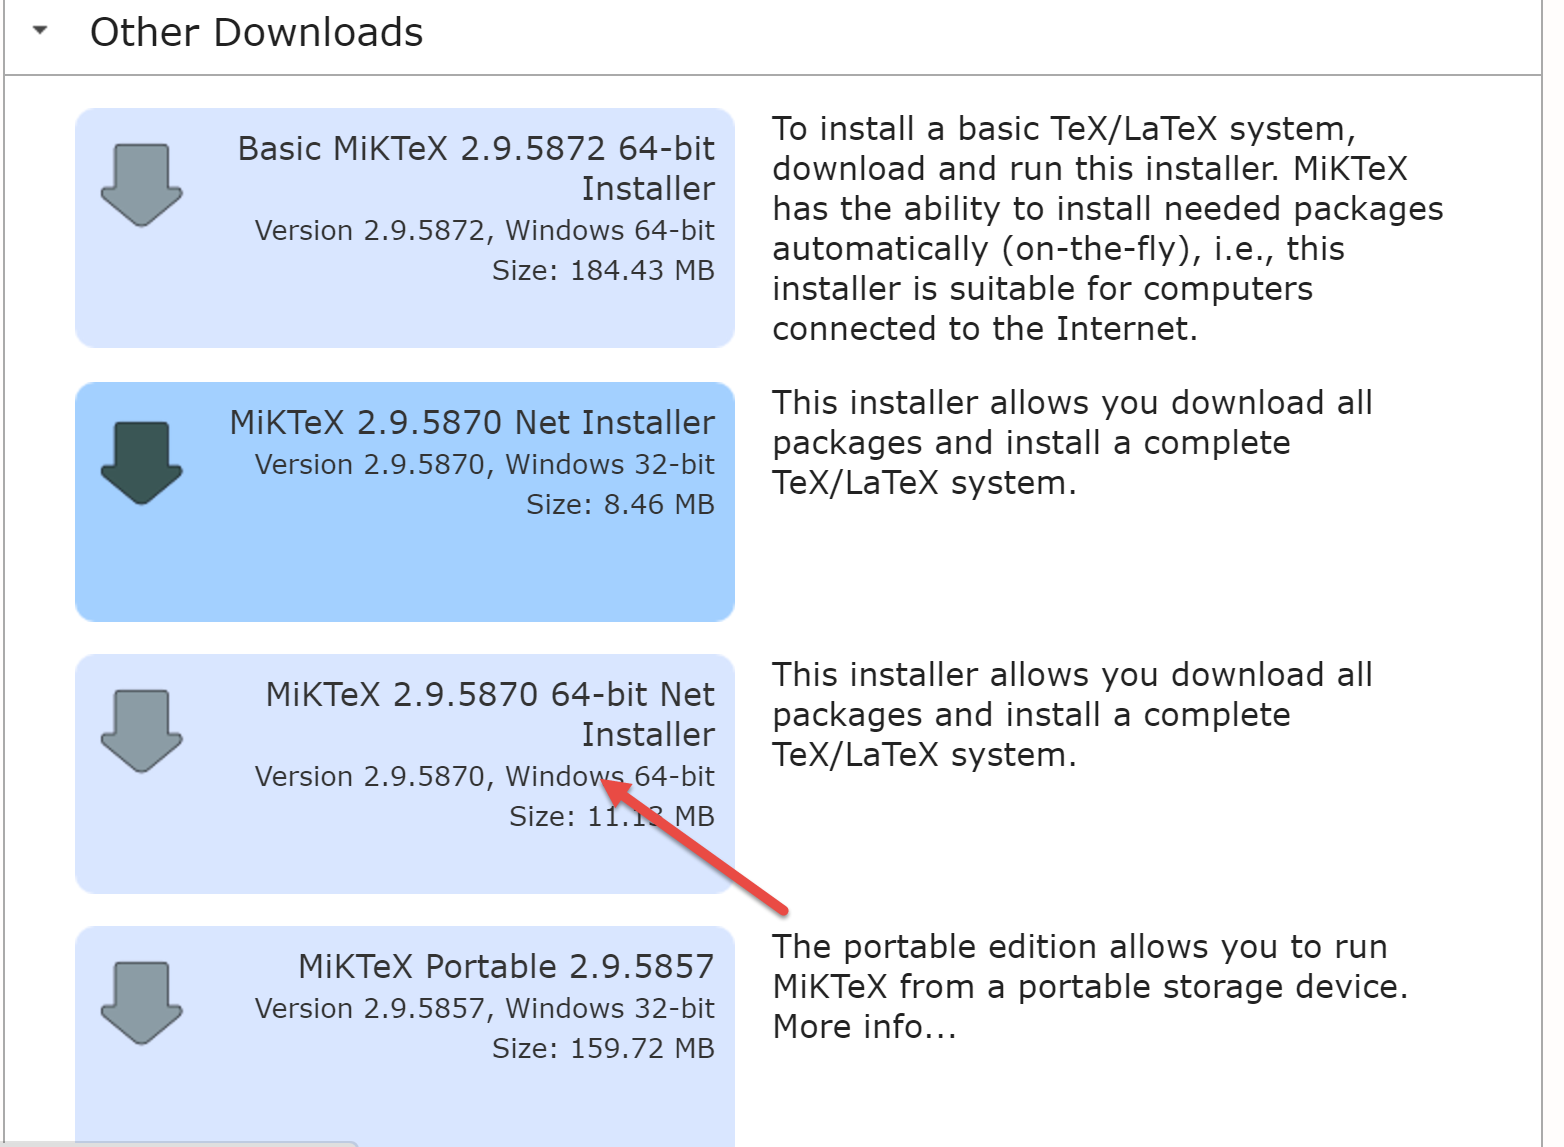 Other Downloads
Basic MiKTeX 2.9.5872 64-bit
Installer
Version 2.9.5872, Windows 64-bit
Size: 184.43 MB
To install a basic TeX/LaTeX system,
download and run this installer. MiKTeX
has the ability to install needed packages
automatically (on-the-fly), i.e., this
installer is suitable for computers
connected to the Internet.
MiKTeX 2.9.5870 Net Installer
Version 2.9.5870, Windows 32-bit
Size: 8.46 MB
This installer allows you download all
packages and install a complete
TeX/LaTeX system.
MiKTeX 2.9.5870 64-bit Net
Installer
Version 2.9.5870, Windows 64-bit
Size: 11.13 MB
This installer allows you download all
packages and install a complete
TeX/LaTeX system.
MiKTeX Portable 2.9.5857
Version 2.9.5857, Windows 32-bit
Size: 159.72 MB
The portable edition allows you to run
MiKTeX from a portable storage device.
More info...